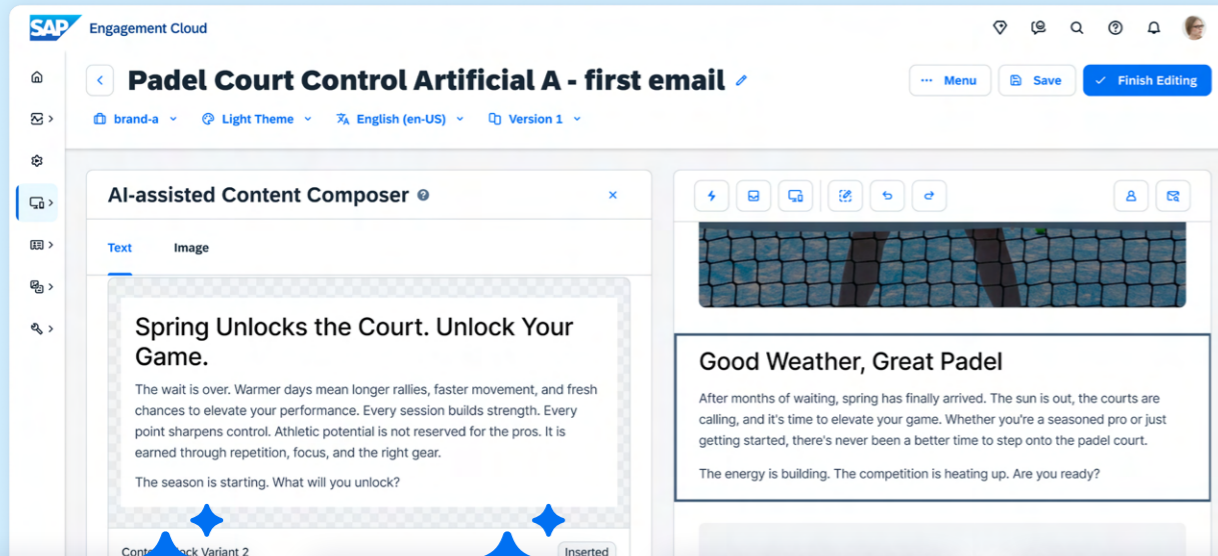 SAP
Engagement Cloud
Padel Court Control Artificial A - first email
Menu
Save
Finish Editing
brand-a
Light Theme
English (en-US)
Version 1
AI-assisted Content Composer
Text
Image
Spring Unlocks the Court. Unlock Your
Game.
The wait is over. Warmer days mean longer rallies, faster movement, and fresh
chances to elevate your performance. Every session builds strength. Every
point sharpens control. Athletic potential is not reserved for the pros. It is
earned through repetition, focus, and the right gear.
The season is starting. What will you unlock?
Variant 2
Inserted
Good Weather, Great Padel
After months of waiting, spring has finally arrived. The sun is out, the courts are
calling, and it's time to elevate your game. Whether you're a seasoned pro or just
getting started, there's never been a better time to step onto the padel court.
The energy is building. The competition is heating up. Are you ready?